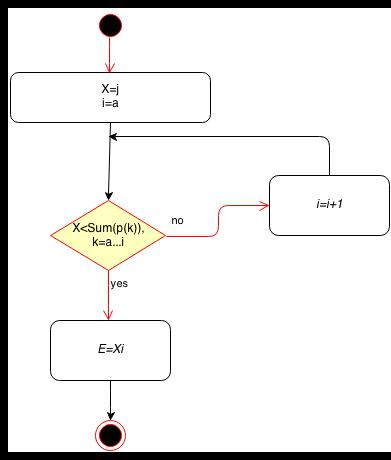 X=j
i=a
X<Sum(p(k)),
k=a...i
no
i=i+1
yes
E=Xi